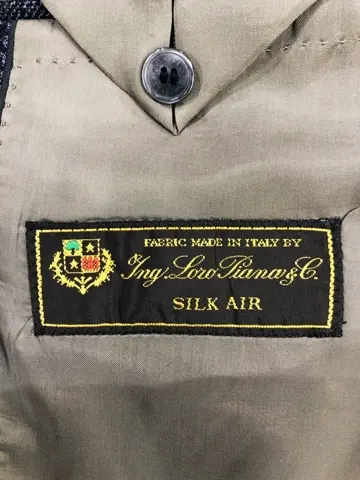 FABRIC MADE IN ITALY BY
Ing. Loro Piana & C.
SILK AIR